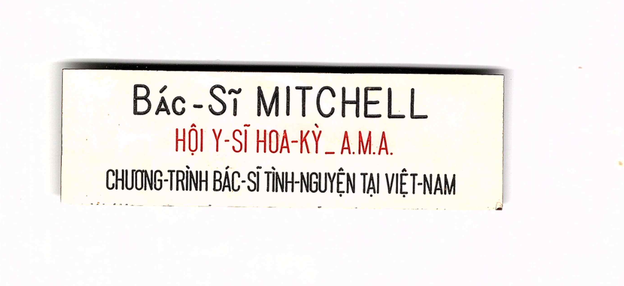 Bác-Sĩ MITCHELL
HỘI Y-SĨ HOA-KỲ_A.M.A.
CHƯƠNG-TRÌNH BÁC-SĨ TÌNH-NGUYỆN TẠI VIỆT-NAM